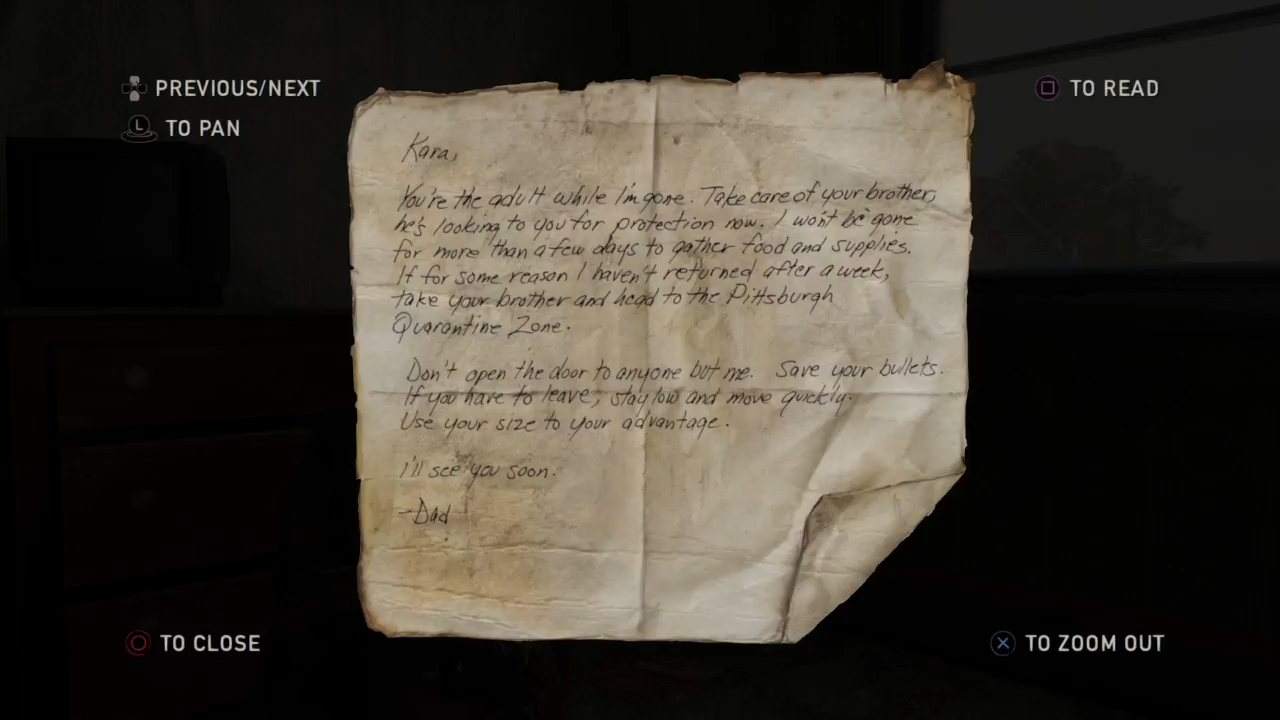 PREVIOUS/NEXT
TO PAN
TO READ
Kara,
You're the adult while I'm gone. Take care of your brother,
he's looking to you for protection now. I won't be gone
for more than a few days to gather food and supplies.
If for some reason I haven't returned after a week,
take your brother and head to the Pittsburgh
Quarantine Zone.
Don't open the door to anyone but me. Save your bullets.
If you have to leave, stay low and move quickly.
Use your size to your advantage.
I'll see you soon.
-Dad
TO CLOSE
TO ZOOM OUT